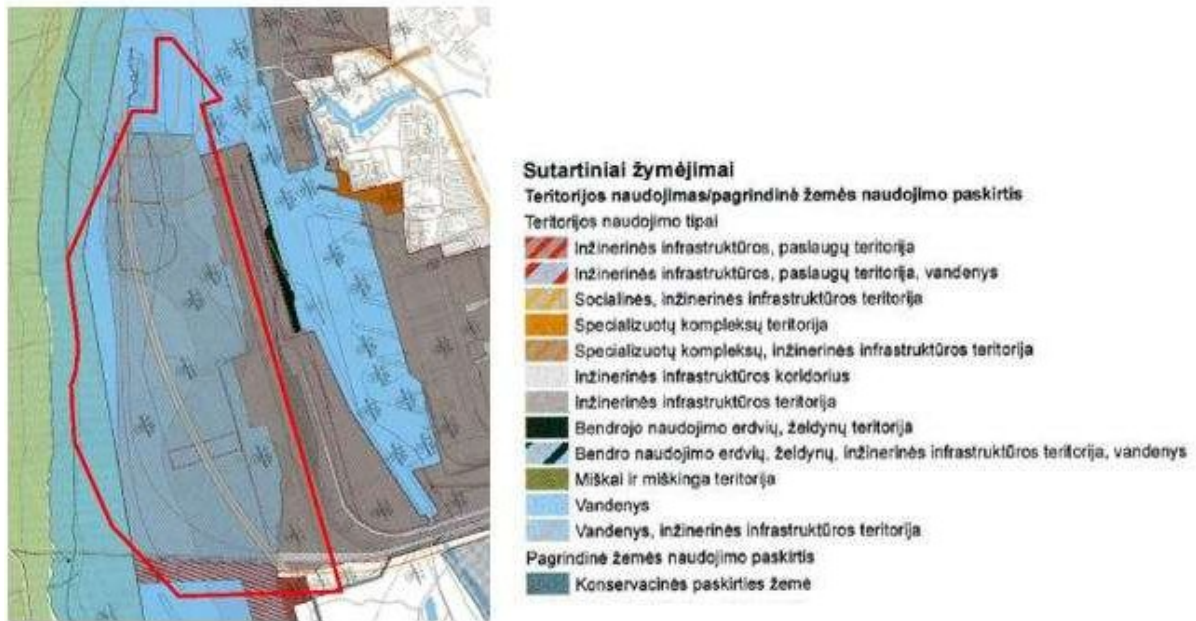 Sutartiniai žymėjimai
Teritorijos naudojimas/pagrindinė žemės naudojimo paskirtis
Teritorijos naudojimo tipai
Inžinerinės infrastruktūros, paslaugų teritorija
Inžinerinės infrastruktūros, paslaugų teritorija, vandenys
Socialinės, inžinerinės infrastruktūros teritorija
Specializuotų kompleksų teritorija
Specializuotų kompleksų, inžinerinės infrastruktūros teritorija
Inžinerinės infrastruktūros koridorius
Inžinerinės infrastruktūros teritorija
Bendrojo naudojimo erdvių, želdynų teritorija
Bendro naudojimo erdvių, želdynų, inžinerinės infrastruktūros teritorija, vandenys
Miškai ir miškinga teritorija
Vandenys
Vandenys, inžinerinės infrastruktūros teritorija
Pagrindinė žemės naudojimo paskirtis
Konservacinės paskirties žemė